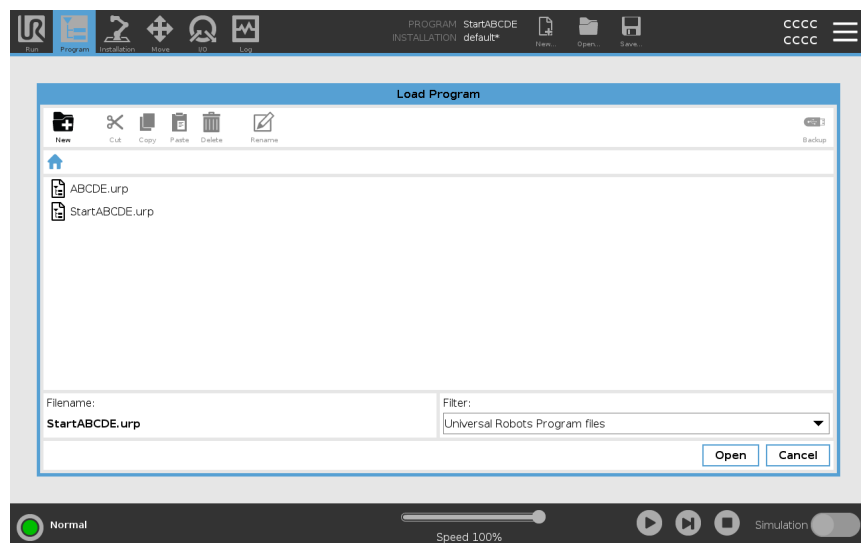 PROGRAM StartABCDE
INSTALLATION default*
CCCC
CCCC
Run Program Installation Move I/O Log New... Open... Save...
Load Program
New Cut Copy Paste Delete Rename Backup
ABCDE.urp
StartABCDE.urp
Filename: Filter:
StartABCDE.urp Universal Robots Program files
Open Cancel
Normal Speed 100% Simulation